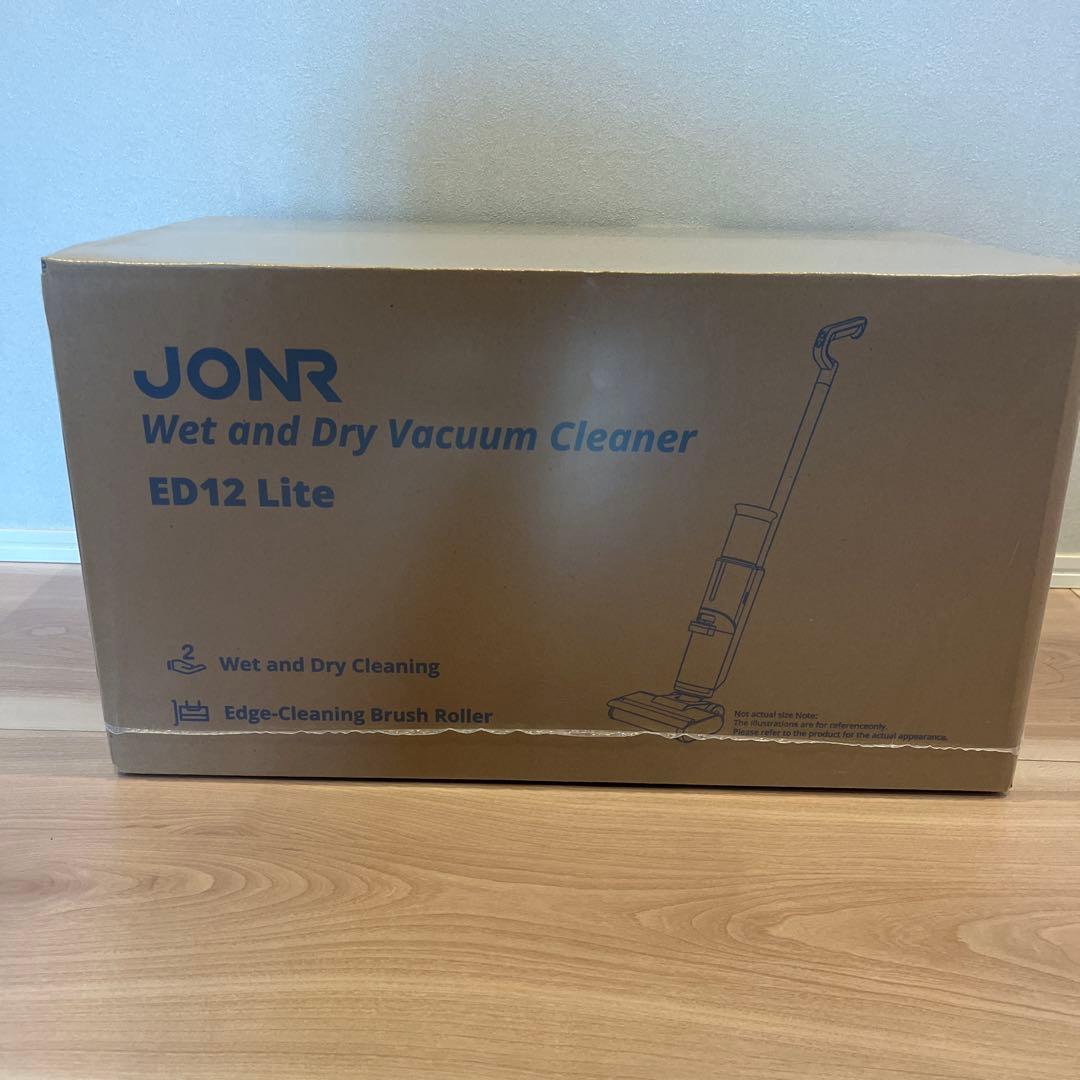 JONR
Wet and Dry Vacuum Cleaner
ED12 Lite
2
Wet and Dry Cleaning
Edge-Cleaning Brush Roller
Not actual size Note:
The illustrations are for referenceonly.
Please refer to the product for the actual appearance.